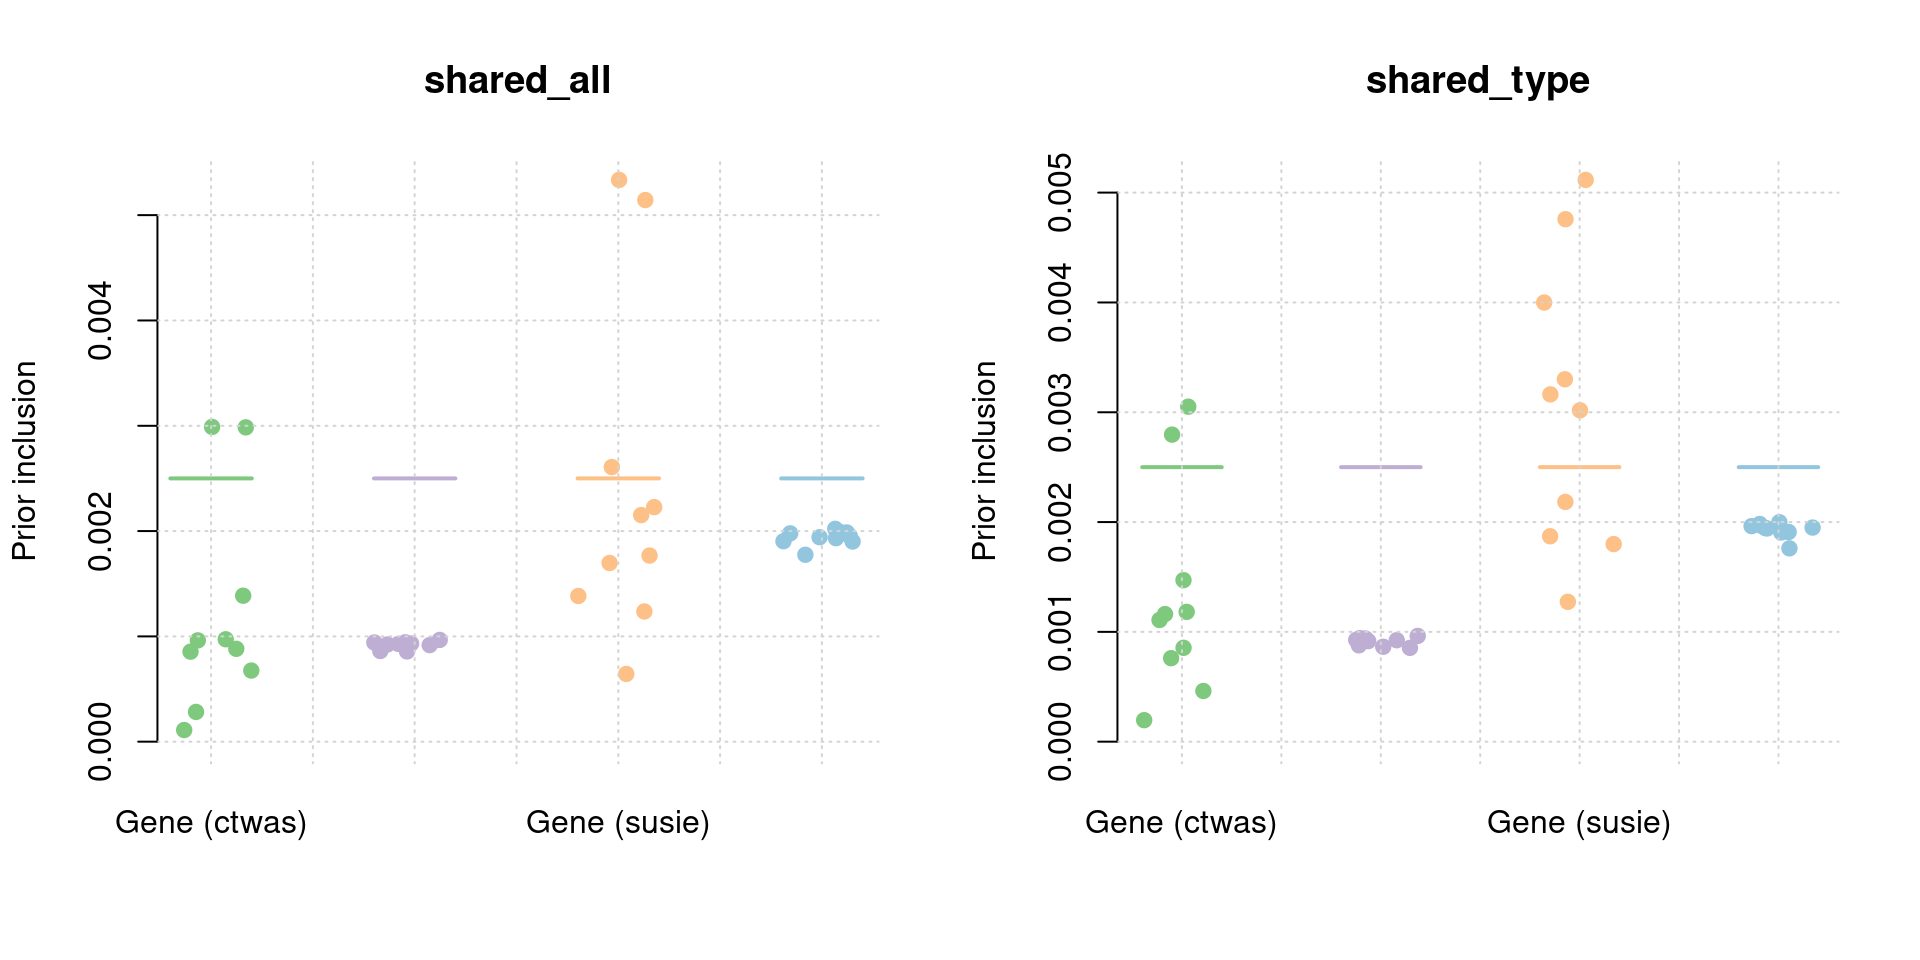 shared_all
Prior inclusion
0.004
0.002
0.000
Gene (ctwas)
Gene (susie)
shared_type
Prior inclusion
0.005
0.004
0.003
0.002
0.001
0.000
Gene (ctwas)
Gene (susie)